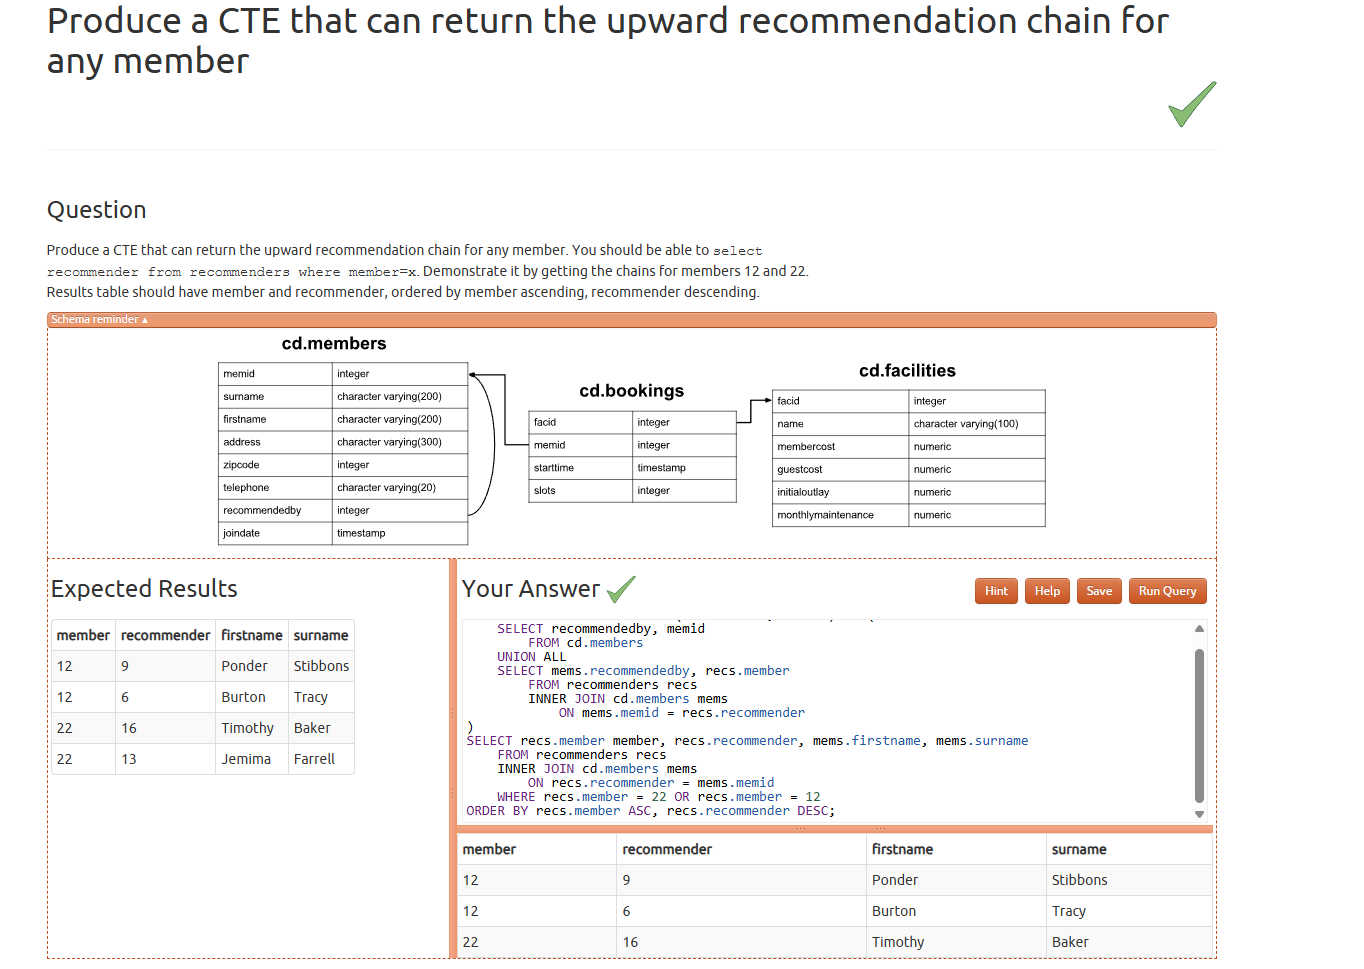 Produce a CTE that can return the upward recommendation chain for
any member
Question
Produce a CTE that can return the upward recommendation chain for any member. You should be able to select
recommender from recommenders where member=x. Demonstrate it by getting the chains for members 12 and 22.
Results table should have member and recommender, ordered by member ascending, recommender descending.
Schema reminder ▲
cd.members
memid integer
surname character varying(200)
firstname character varying(200)
address character varying(300)
zipcode integer
telephone character varying(20)
recommendedby integer
joindate timestamp
cd.bookings
facid integer
memid integer
starttime timestamp
slots integer
cd.facilities
facid integer
name character varying(100)
membercost numeric
guestcost numeric
initialoutlay numeric
monthlymaintenance numeric
Expected Results
member recommender firstname surname
12 9 Ponder Stibbons
12 6 Burton Tracy
22 16 Timothy Baker
22 13 Jemima Farrell
Your Answer
Hint Help Save Run Query
SELECT recommendedby, memid
FROM cd.members
UNION ALL
SELECT mems.recommendedby, recs.member
FROM recommenders recs
INNER JOIN cd.members mems
ON mems.memid = recs.recommender
)
SELECT recs.member member, recs.recommender, mems.firstname, mems.surname
FROM recommenders recs
INNER JOIN cd.members mems
ON recs.recommender = mems.memid
WHERE recs.member = 22 OR recs.member = 12
ORDER BY recs.member ASC, recs.recommender DESC;
member recommender firstname surname
12 9 Ponder Stibbons
12 6 Burton Tracy
22 16 Timothy Baker